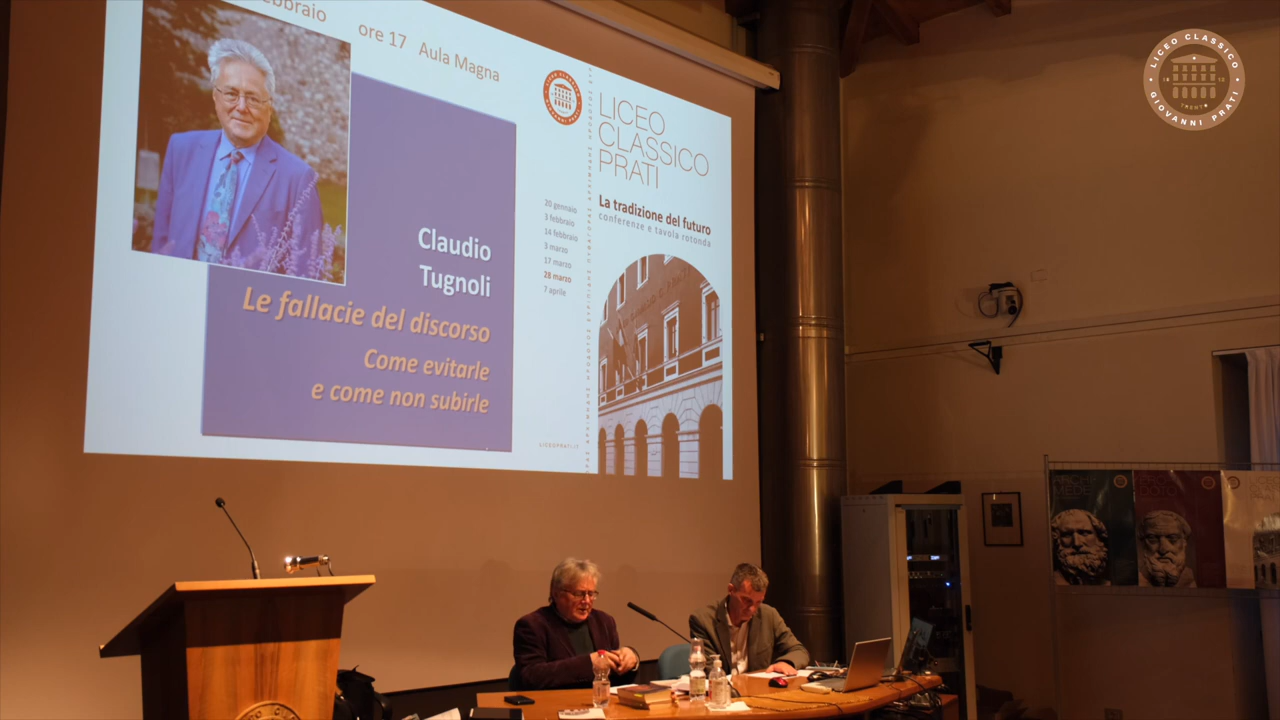 ore 17 Aula Magna
Claudio
Tugnoli
Le fallacie del discorso
Come evitarle
e come non subirle
LICEO
CLASSICO
PRATI
La tradizione del futuro
conferenze e tavola rotonda
20 gennaio
3 febbraio
14 febbraio
3 marzo
17 marzo
28 marzo
7 aprile
LICEOPRATI.IT
LICEO CLASSICO
GIOVANNI PRATI
TRENTO